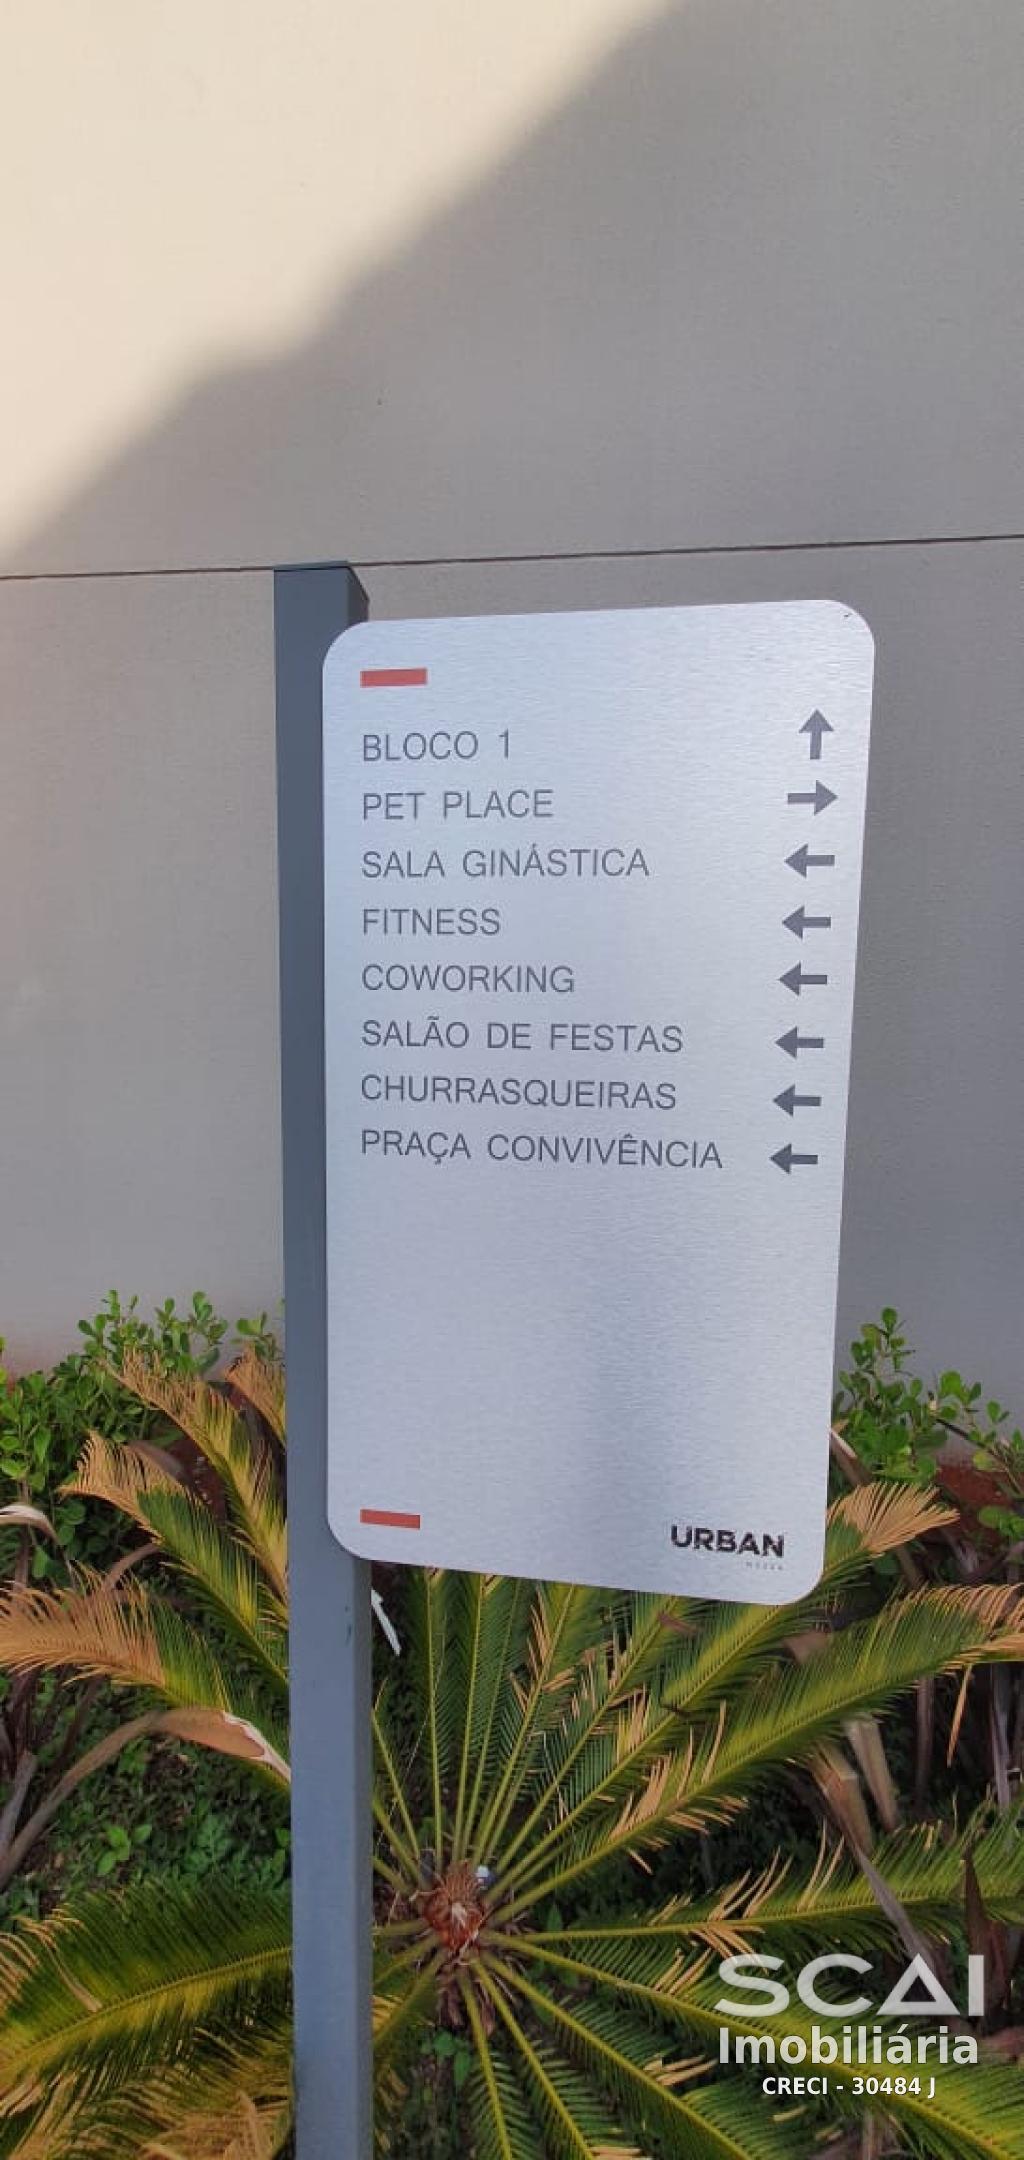 BLOCO 1
PET PLACE
SALA GINÁSTICA
FITNESS
COWORKING
SALÃO DE FESTAS
CHURRASQUEIRAS
PRAÇA CONVIVÊNCIA
URBAN
SCAI
Imobiliária
CRECI - 30484 J